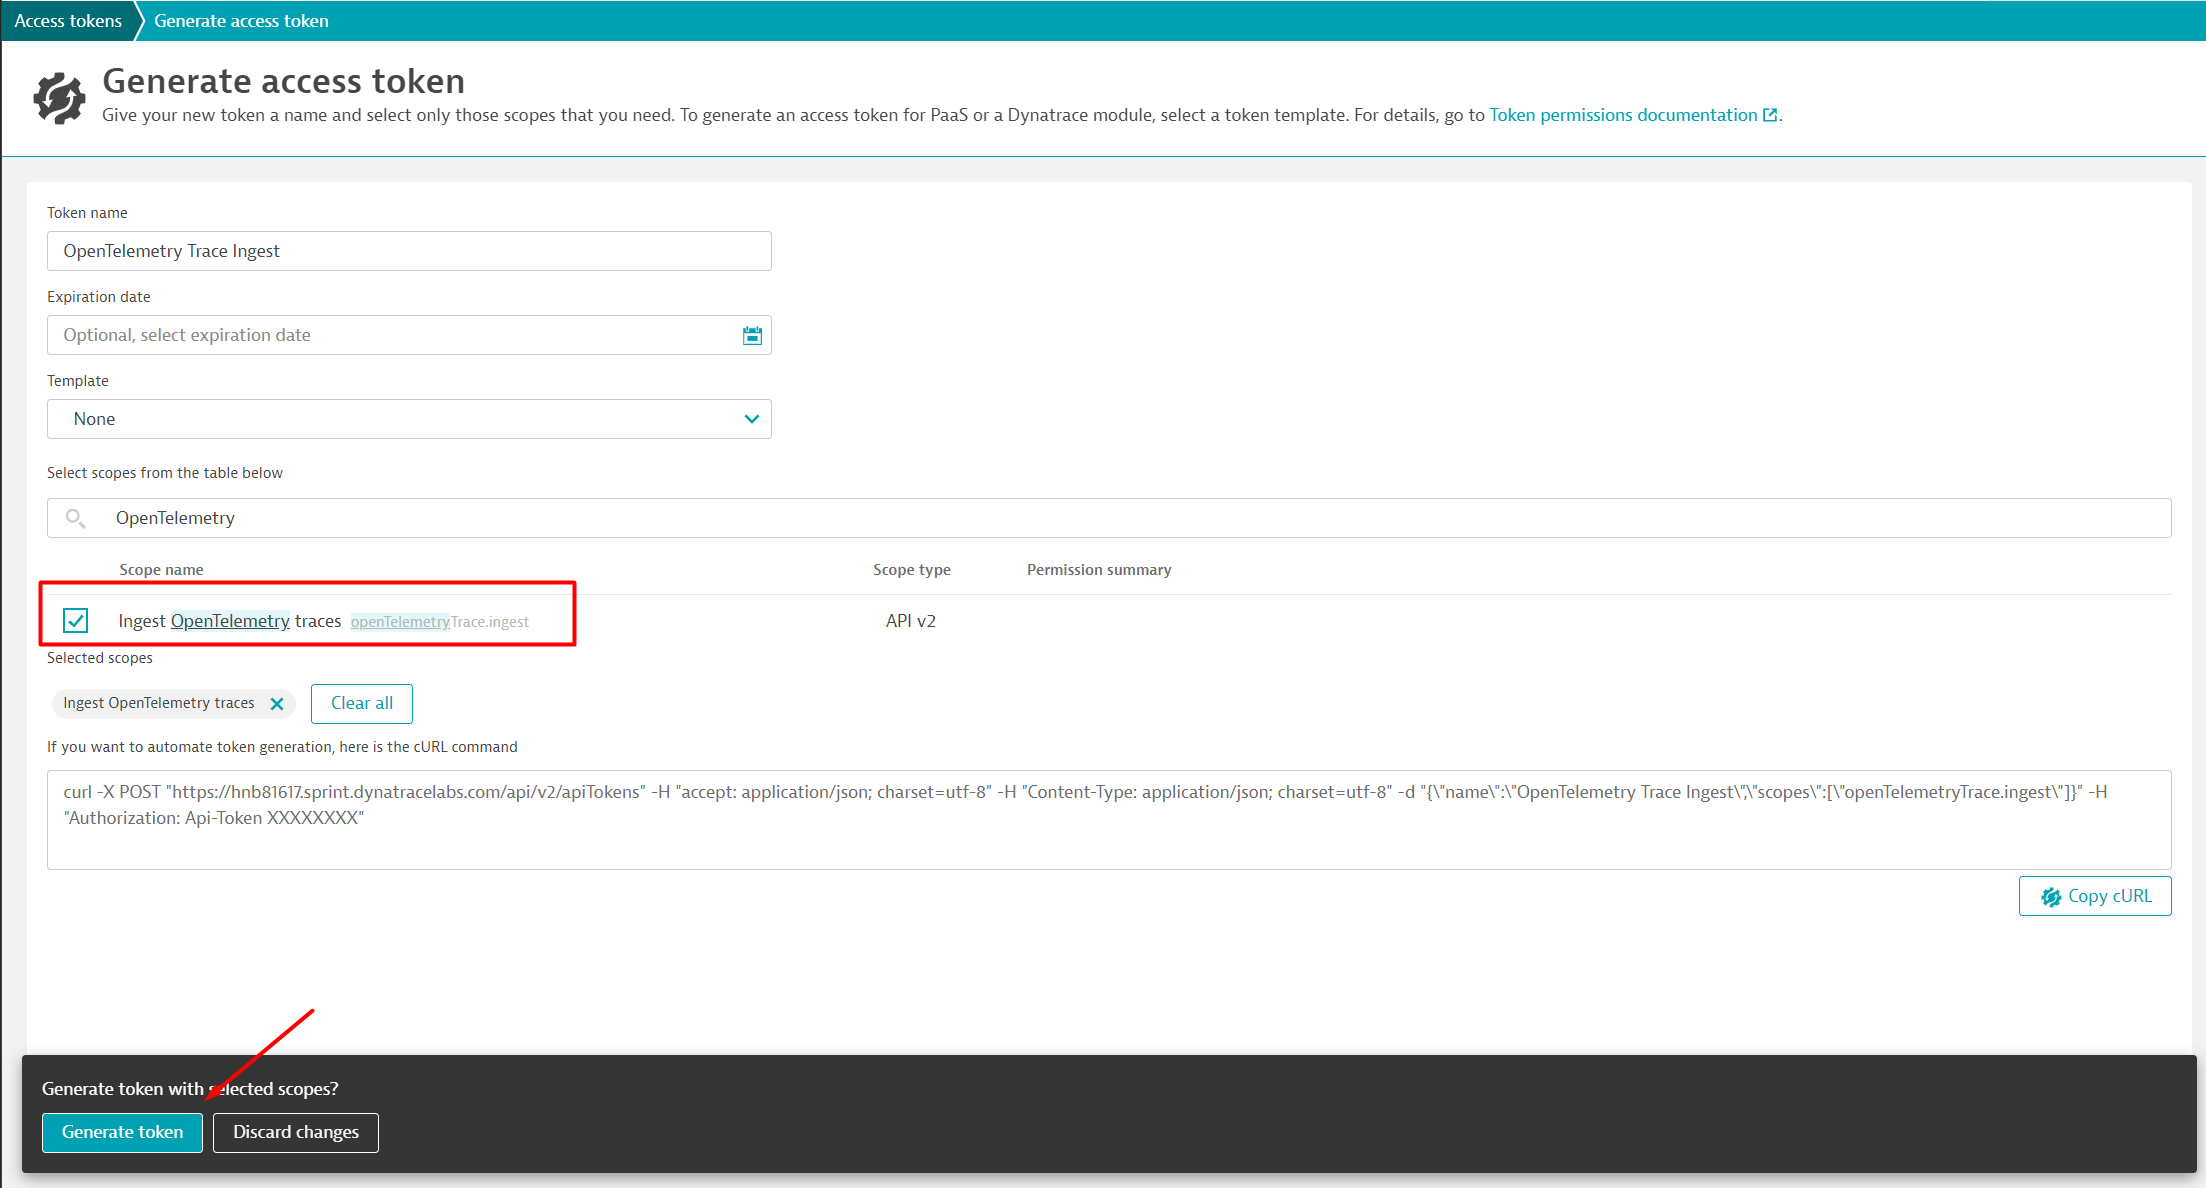 Access tokens
Generate access token
Generate access token
Give your new token a name and select only those scopes that you need. To generate an access token for PaaS or a Dynatrace module, select a token template. For details, go to Token permissions documentation.
Token name
OpenTelemetry Trace Ingest
Expiration date
Optional, select expiration date
Template
None
Select scopes from the table below
OpenTelemetry
Scope name Scope type Permission summary
Ingest OpenTelemetry traces openTelemetryTrace.ingest API v2
Selected scopes
Ingest OpenTelemetry traces Clear all
If you want to automate token generation, here is the cURL command
curl -X POST "https://hnb81617.sprint.dynatracelabs.com/api/v2/apiTokens" -H "accept: application/json; charset=utf-8" -H "Content-Type: application/json; charset=utf-8" -d "{\"name\":\"OpenTelemetry Trace Ingest\",\"scopes\":[\"openTelemetryTrace.ingest\"]}" -H
"Authorization: Api-Token XXXXXXXX"
Copy cURL
Generate token with selected scopes?
Generate token Discard changes